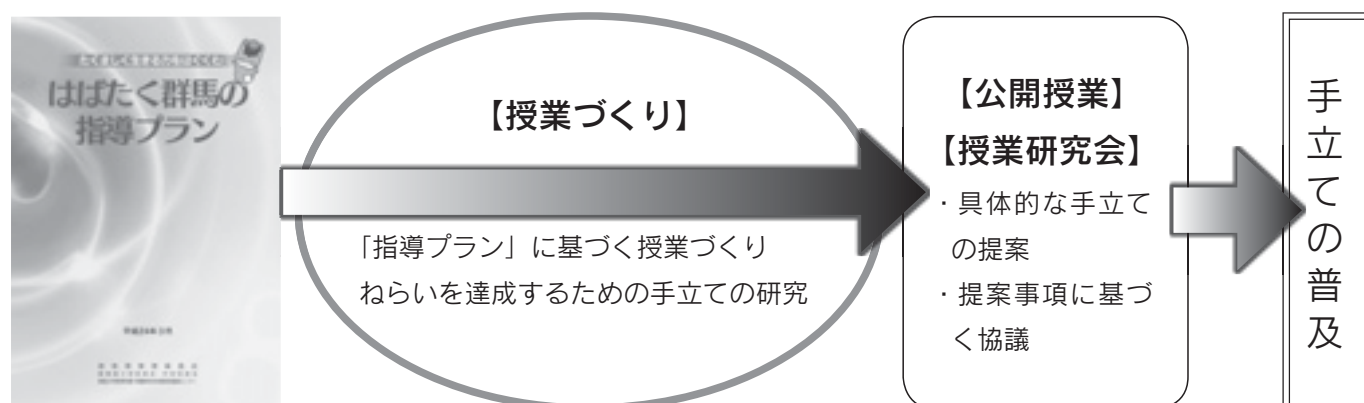 はばたく群馬の
指導プラン
【授業づくり】
「指導プラン」に基づく授業づくり
ねらいを達成するための手立ての研究
【公開授業】
【授業研究会】
・具体的な手立て
の提案
・提案事項に基づ
く協議
手立ての普及